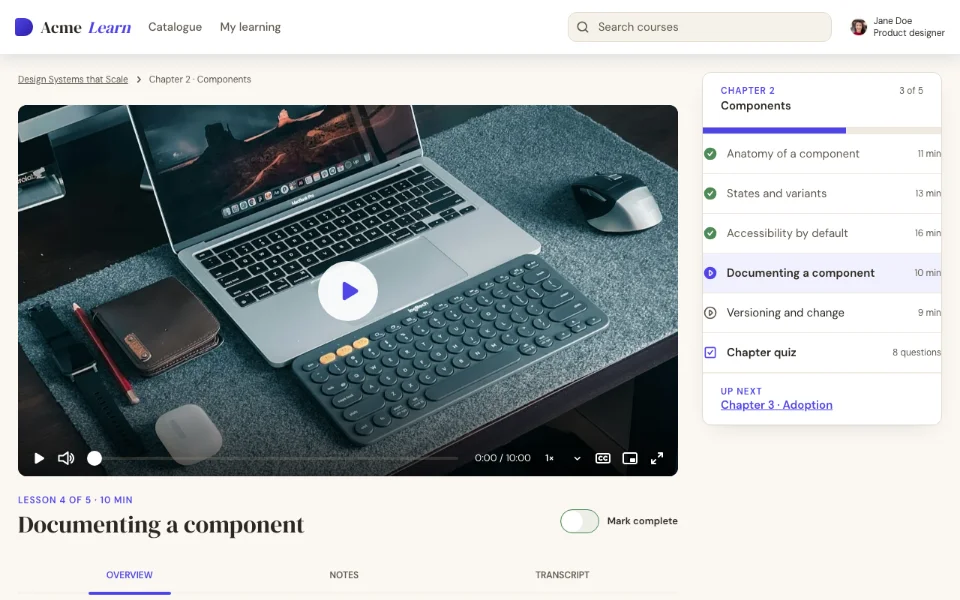 Acme Learn
Catalogue
My learning
Search courses
Jane Doe
Product designer
Design Systems that Scale
Chapter 2 · Components
logitech
0:00 / 10:00
1×
CC
LESSON 4 OF 5 · 10 MIN
Documenting a component
Mark complete
OVERVIEW
NOTES
TRANSCRIPT
CHAPTER 2
3 of 5
Components
Anatomy of a component
11 min
States and variants
13 min
Accessibility by default
16 min
Documenting a component
10 min
Versioning and change
9 min
Chapter quiz
8 questions
UP NEXT
Chapter 3 · Adoption